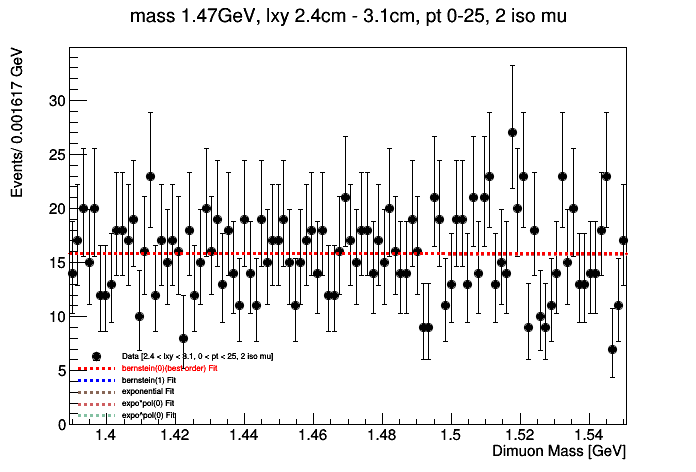 mass 1.47GeV, lxy 2.4cm - 3.1cm, pt 0-25, 2 iso mu
Events/ 0.001617 GeV
30
25
20
15
10
5
0
Data [2.4 < lxy < 3.1, 0 < pt < 25, 2 iso mu]
bernstein(0)(best order) Fit
bernstein(1) Fit
exponential Fit
expo*pol(0) Fit
expo^pol(0) Fit
1.4 1.42 1.44 1.46 1.48 1.5 1.52 1.54
Dimuon Mass [GeV]